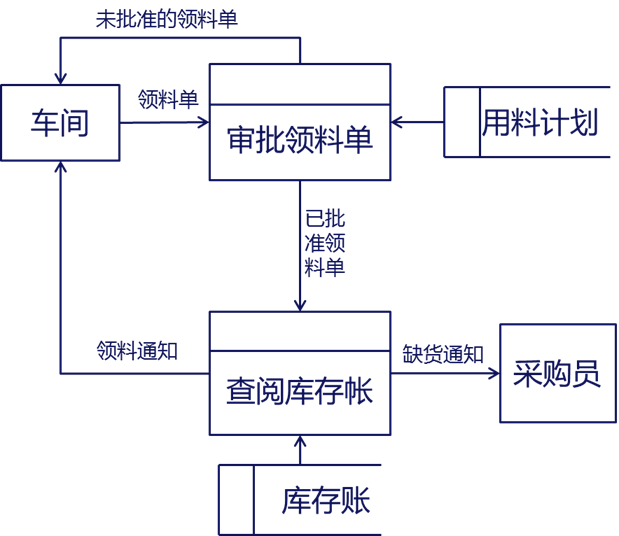 未批准的领料单
车间
领料单
审批领料单
用料计划
已批
准领
料单
领料通知
查阅库存帐
缺货通知
采购员
库存账